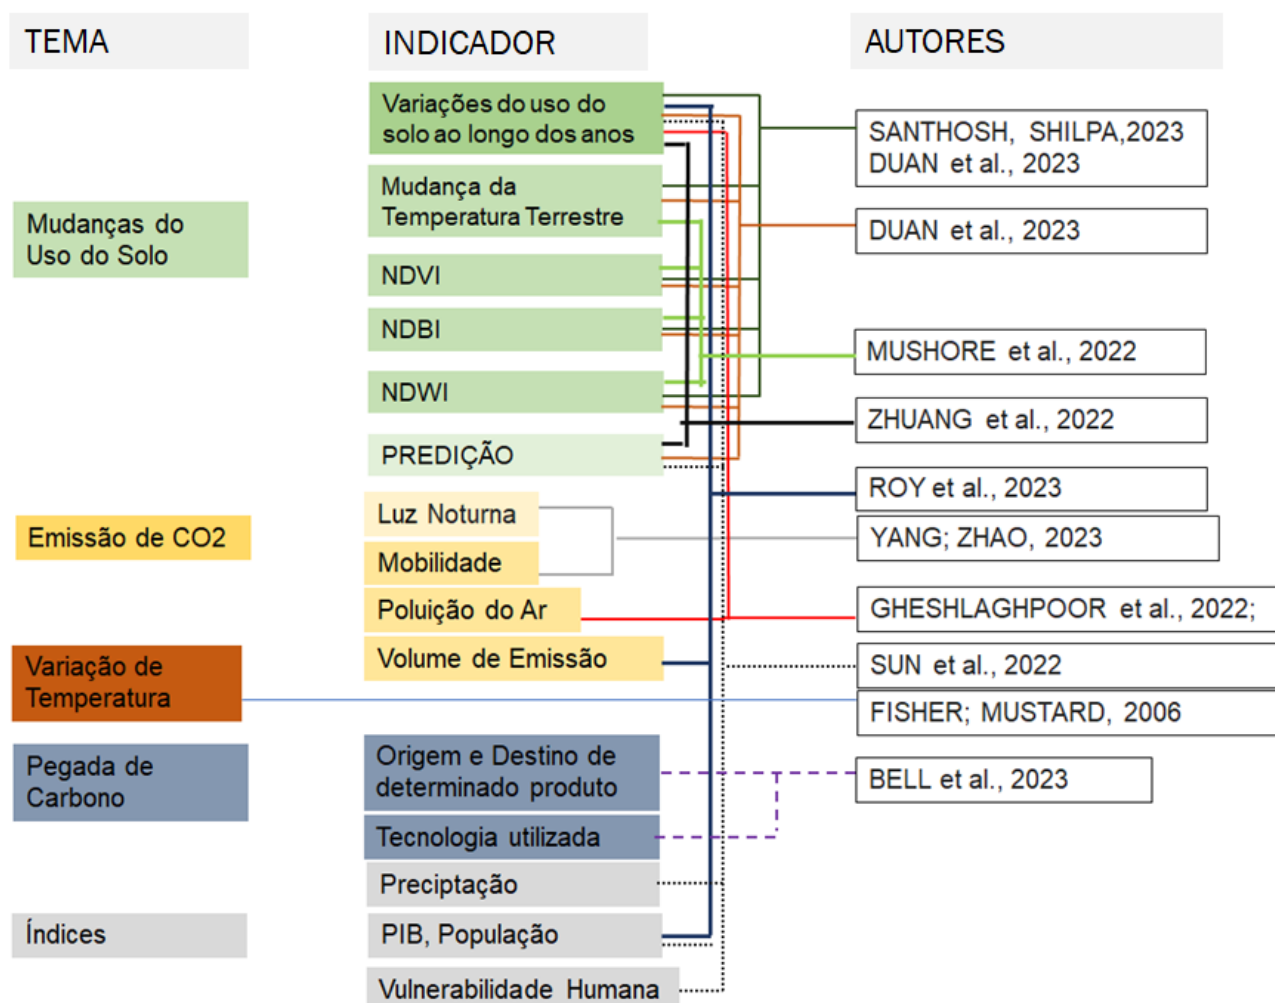 TEMA
INDICADOR
AUTORES
Variações do uso do
solo ao longo dos anos
Mudança da
Temperatura Terrestre
Mudanças do
Uso do Solo
NDVI
NDBI
NDWI
PREDIÇÃO
SANTHOSH, SHILPA,2023
DUAN et al., 2023
DUAN et al., 2023
MUSHORE et al., 2022
ZHUANG et al., 2022
ROY et al., 2023
Emissão de CO2
Luz Noturna
Mobilidade
Poluição do Ar
Volume de Emissão
YANG; ZHAO, 2023
GHESHLAGHPOOR et al., 2022;
SUN et al., 2022
Variação de
Temperatura
FISHER; MUSTARD, 2006
Pegada de
Carbono
Origem e Destino de
determinado produto
Tecnologia utilizada
BELL et al., 2023
Índices
Preciptação
PIB, População
Vulnerabilidade Humana